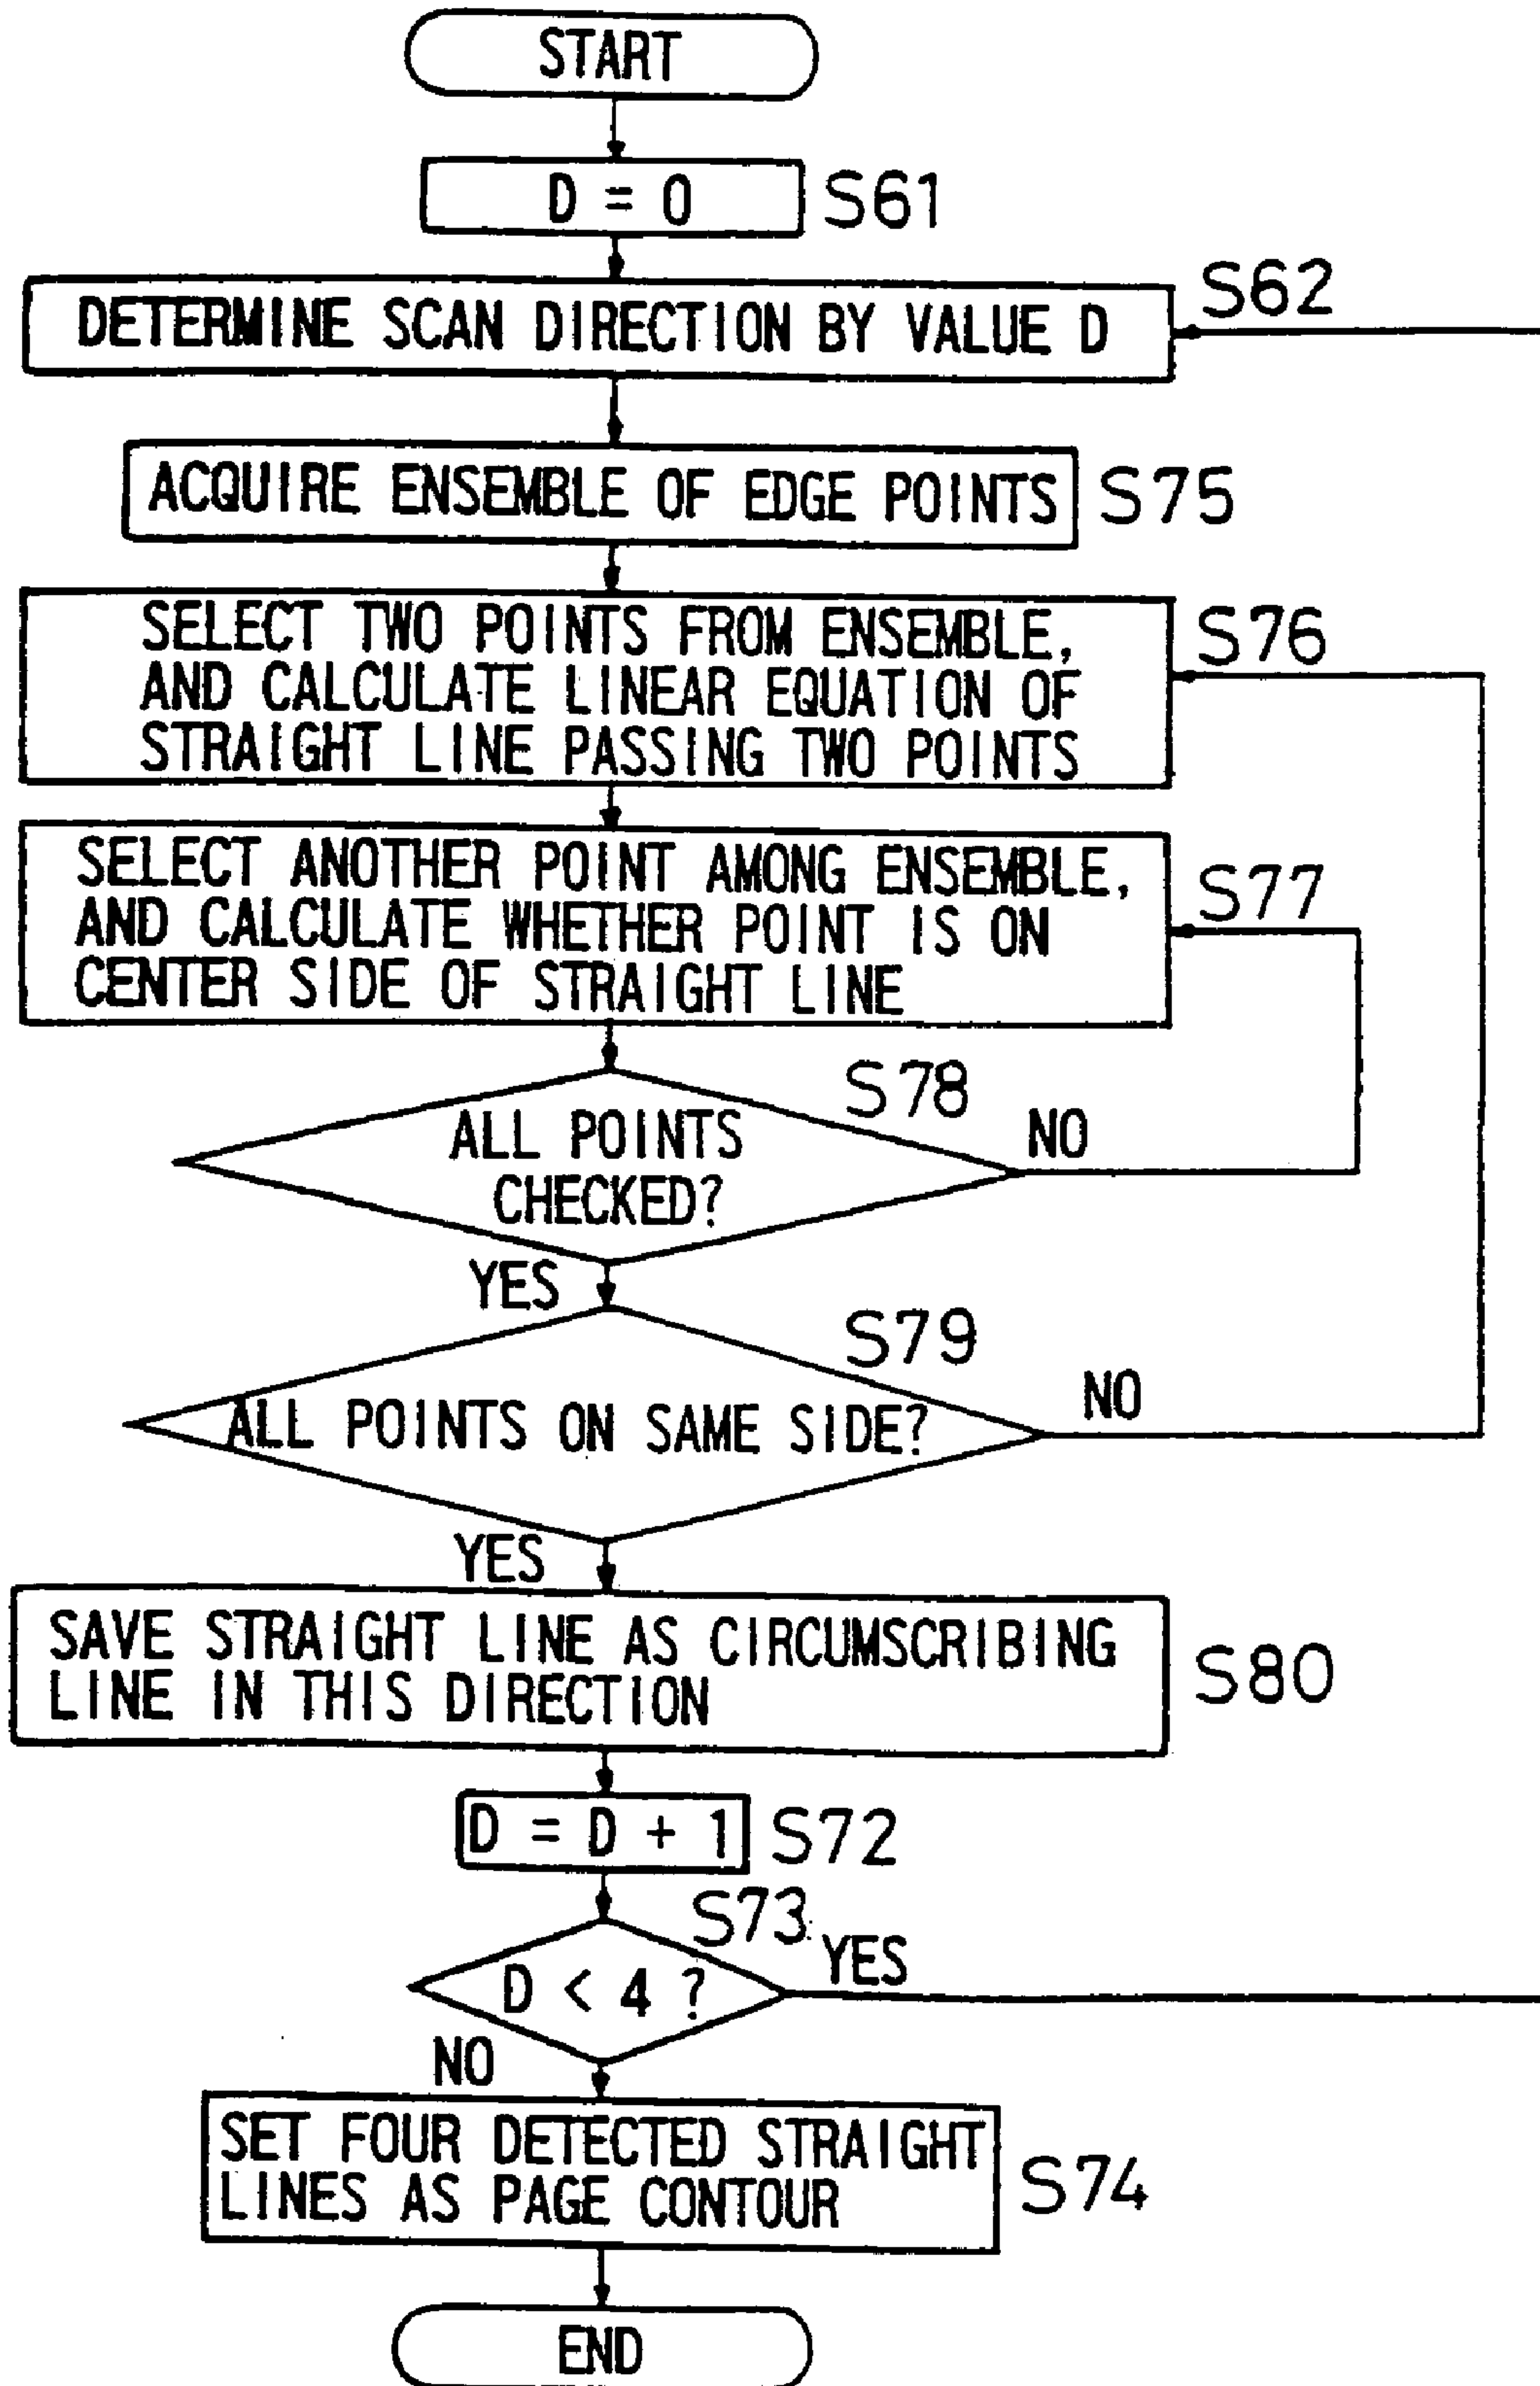 START
D = 0
S61
DETERMINE SCAN DIRECTION BY VALUE D
S62
ACQUIRE ENSEMBLE OF EDGE POINTS
S75
SELECT TWO POINTS FROM ENSEMBLE,
AND CALCULATE LINEAR EQUATION OF
STRAIGHT LINE PASSING TWO POINTS
S76
SELECT ANOTHER POINT AMONG ENSEMBLE,
AND CALCULATE WHETHER POINT IS ON
CENTER SIDE OF STRAIGHT LINE
S77
ALL POINTS
CHECKED?
S78
NO
YES
ALL POINTS ON SAME SIDE?
S79
NO
YES
SAVE STRAIGHT LINE AS CIRCUMSCRIBING
LINE IN THIS DIRECTION
S80
D = D + 1
S72
D < 4 ?
S73
YES
NO
SET FOUR DETECTED STRAIGHT
LINES AS PAGE CONTOUR
S74
END